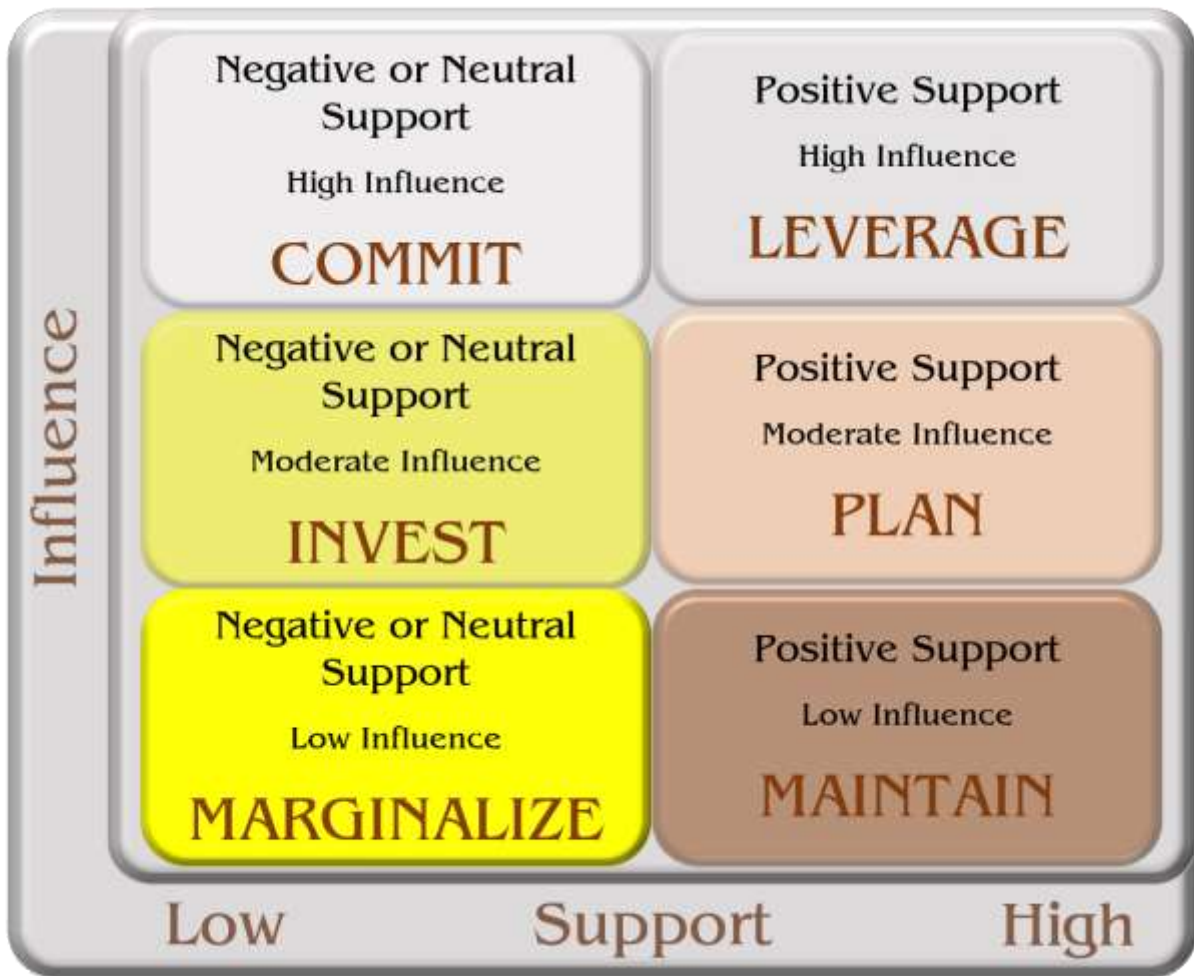 Negative or Neutral
Support
High Influence
COMMIT
Positive Support
High Influence
LEVERAGE
Negative or Neutral
Support
Moderate Influence
INVEST
Positive Support
Moderate Influence
PLAN
Negative or Neutral
Support
Low Influence
MARGINALIZE
Positive Support
Low Influence
MAINTAIN
Influence
Low Support High